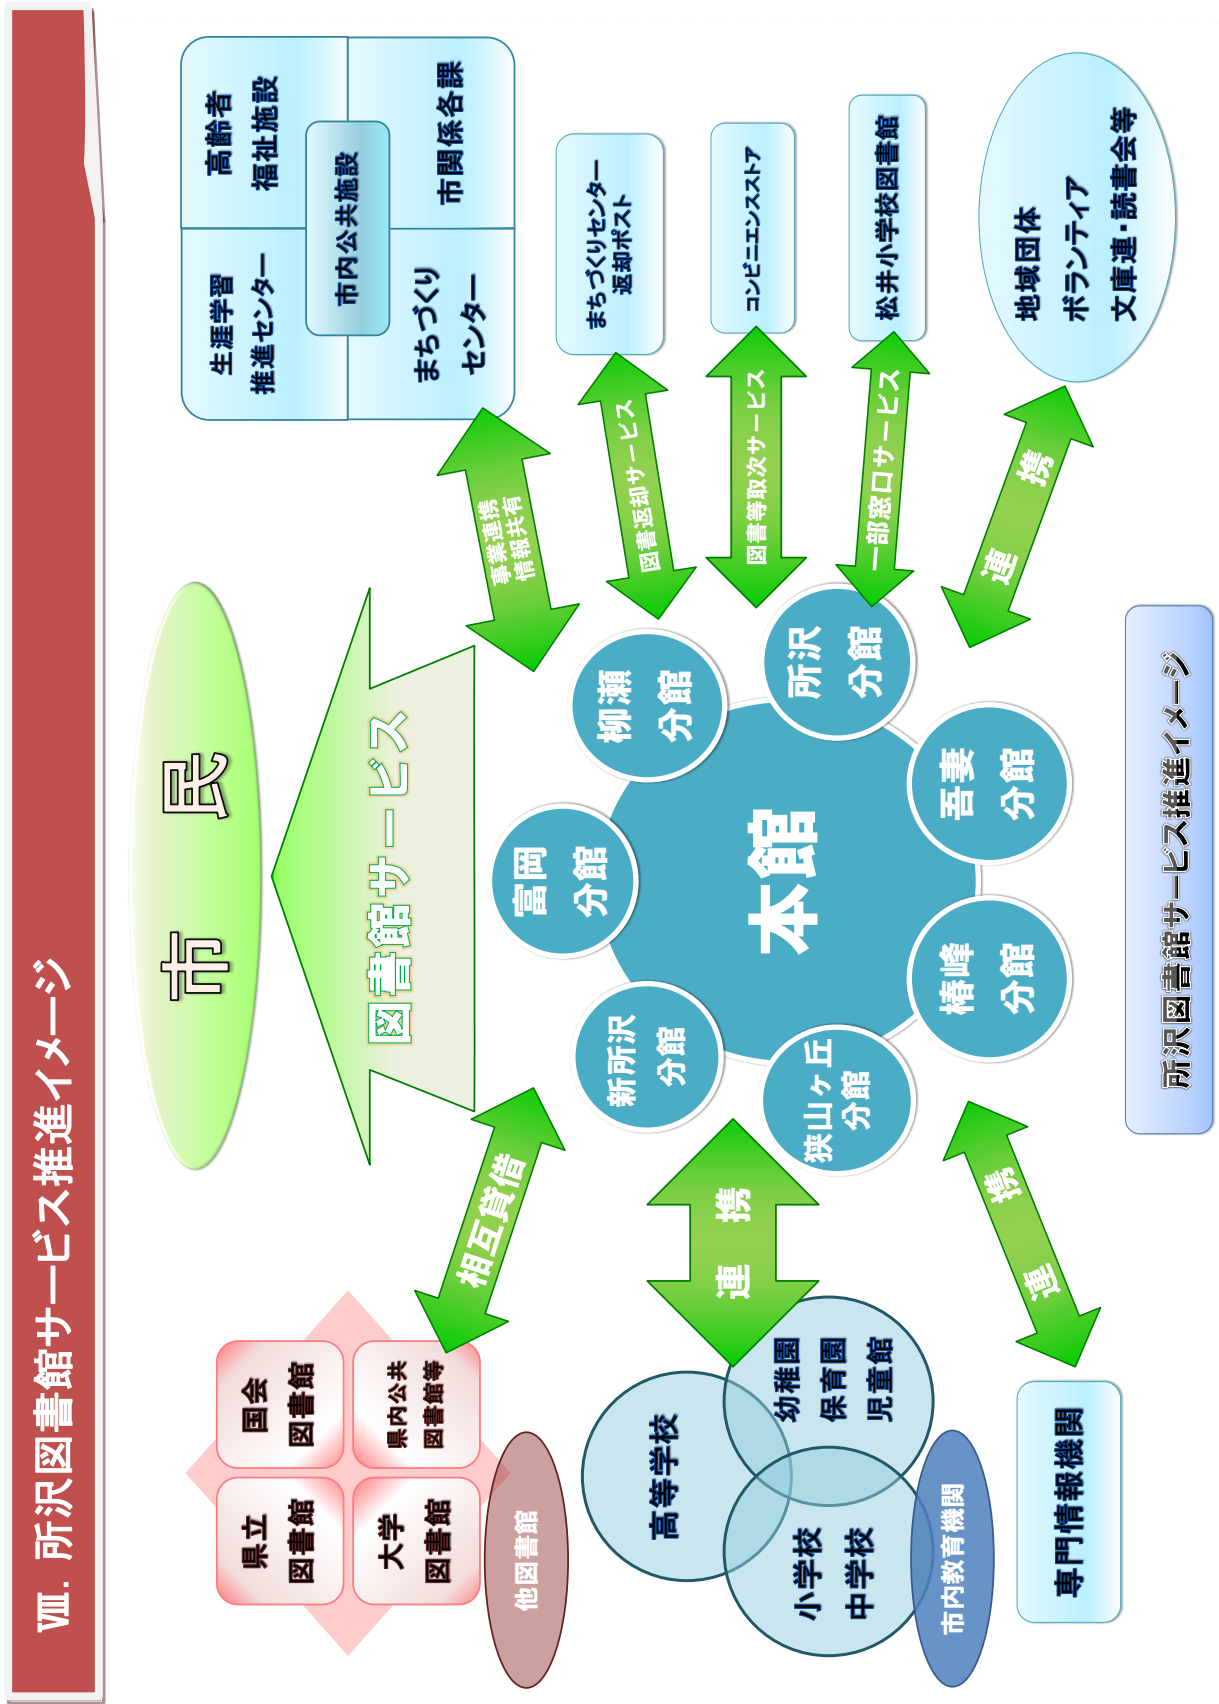 Ⅷ. 所沢図書館サービス推進イメージ
市　民
図書館サービス
県立
図書館
国会
図書館
大学
図書館
県内公共
図書館等
他図書館
相互貸借
生涯学習
推進センター
高齢者
福祉施設
市内公共施設
まちづくり
センター
市関係各課
事業連携
情報共有
まちづくりセンター
返却ポスト
図書返却サービス
コンビニエンスストア
図書等取次サービス
松井小学校図書館
一部窓口サービス
地域団体
ボランティア
文庫連・読書会等
連　携
本館
新所沢
分館
富岡
分館
柳瀬
分館
所沢
分館
吾妻
分館
椿峰
分館
狭山ヶ丘
分館
連　携
高等学校
小学校
中学校
幼稚園
保育園
児童館
市内教育機関
連　携
専門情報機関
所沢図書館サービス推進イメージ